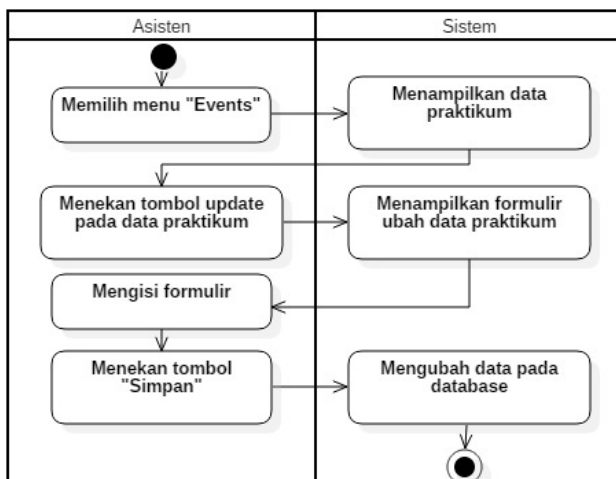 Asisten
Sistem
Memilih menu "Events"
Menampilkan data
praktikum
Menekan tombol update
pada data praktikum
Menampilkan formulir
ubah data praktikum
Mengisi formulir
Menekan tombol
"Simpan"
Mengubah data pada
database